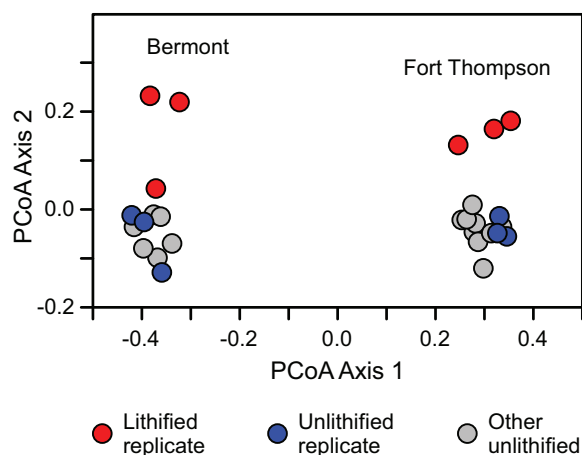 Bermont
Fort Thompson
PCoA Axis 2
0.2
0.0
-0.2
-0.4
-0.2
0.0
0.2
0.4
PCoA Axis 1
Lithified
replicate
Unlithified
replicate
Other
unlithified